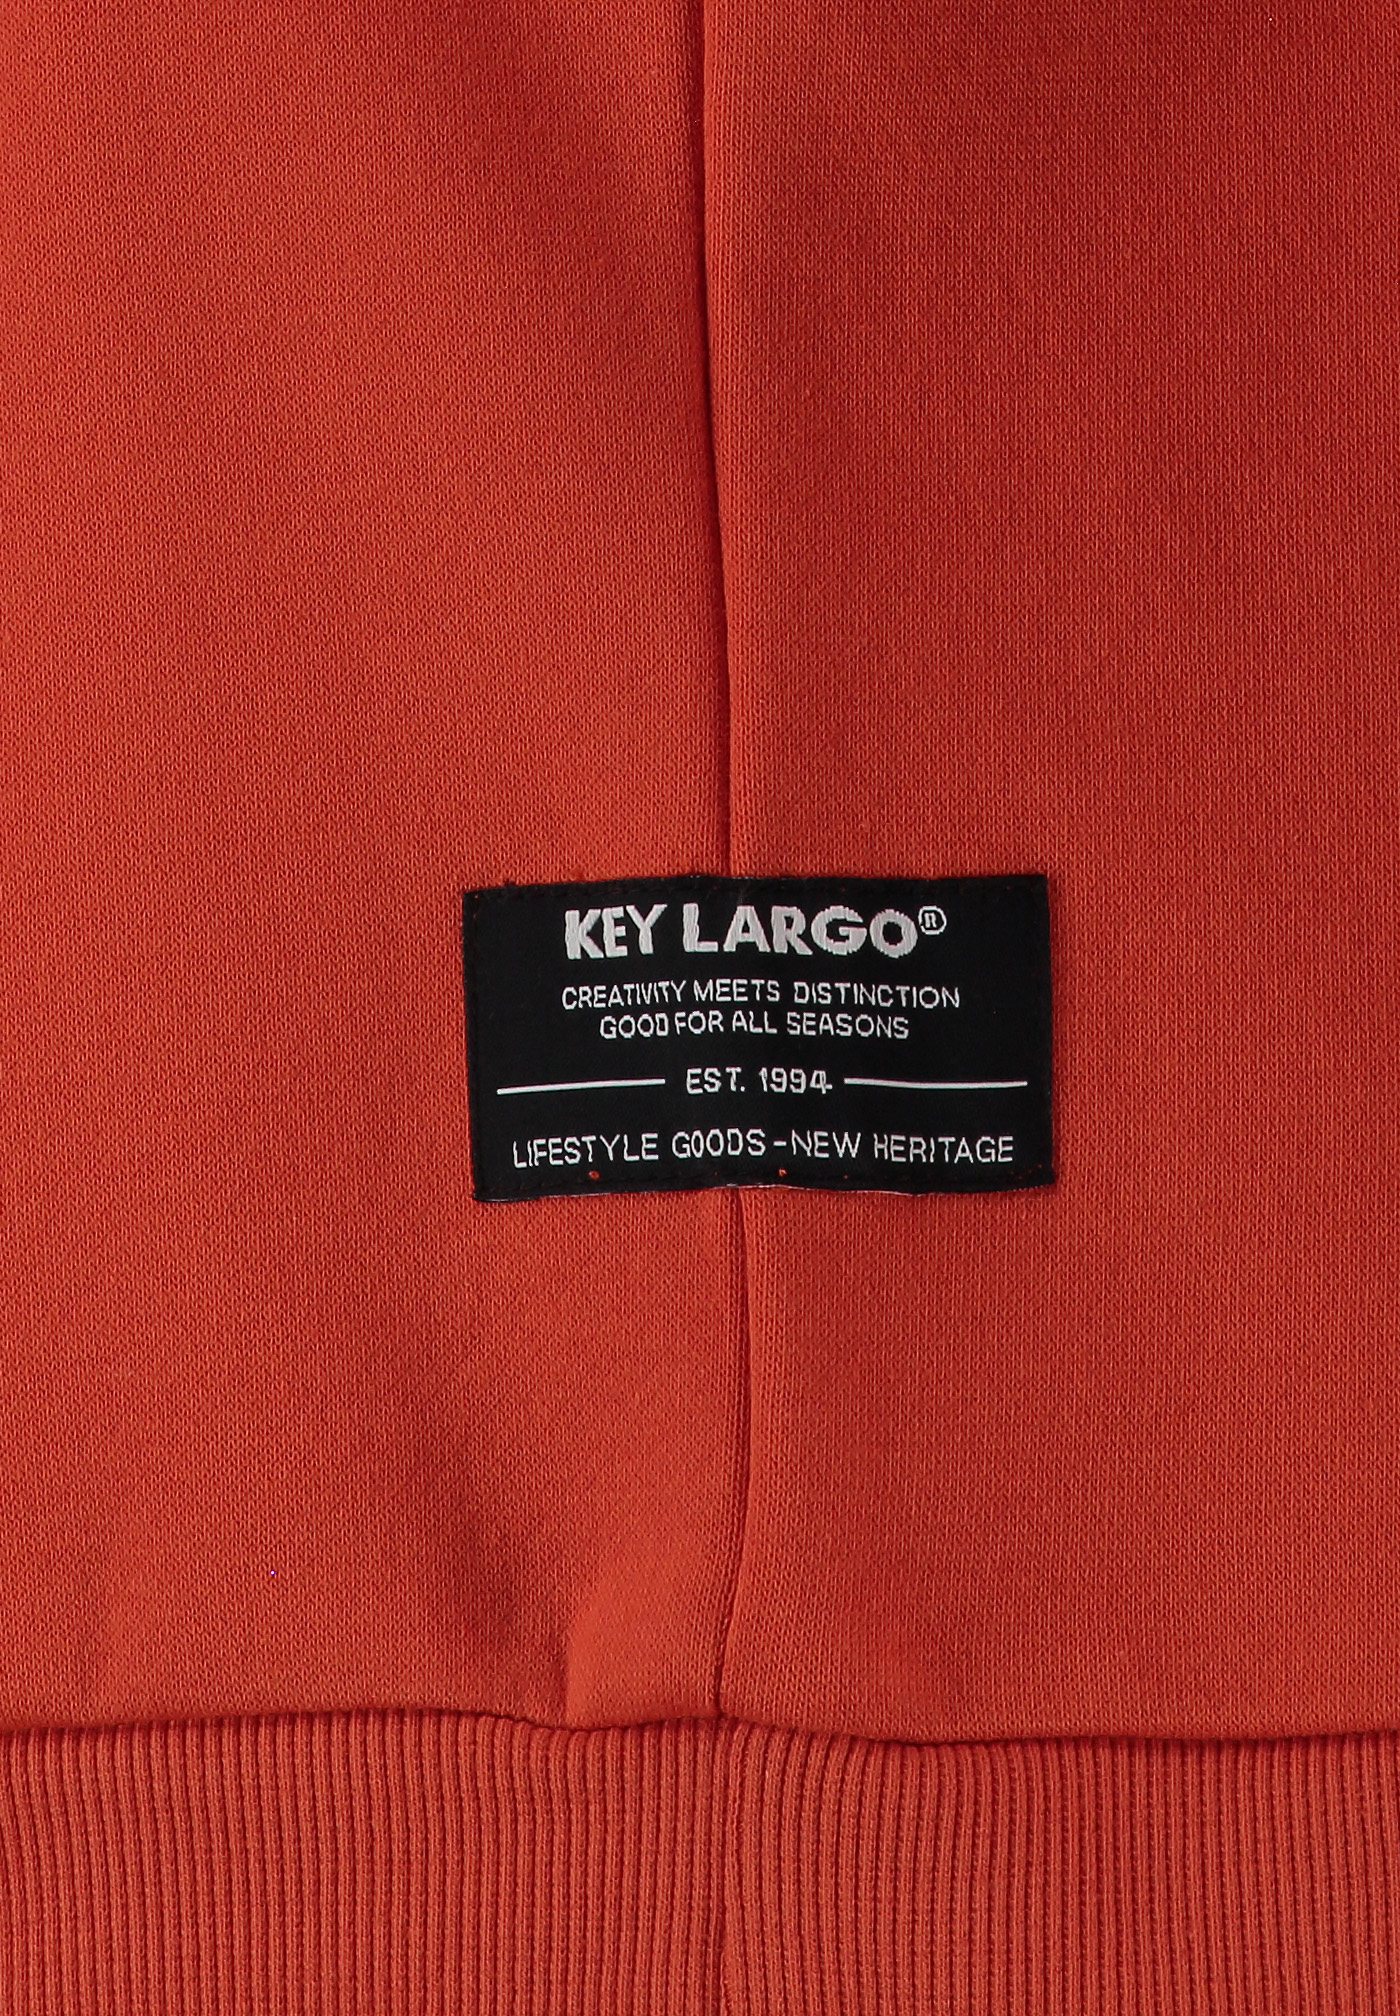 KEY LARGO®
CREATIVITY MEETS DISTINCTION
GOOD FOR ALL SEASONS
EST. 1994
LIFESTYLE GOODS - NEW HERITAGE